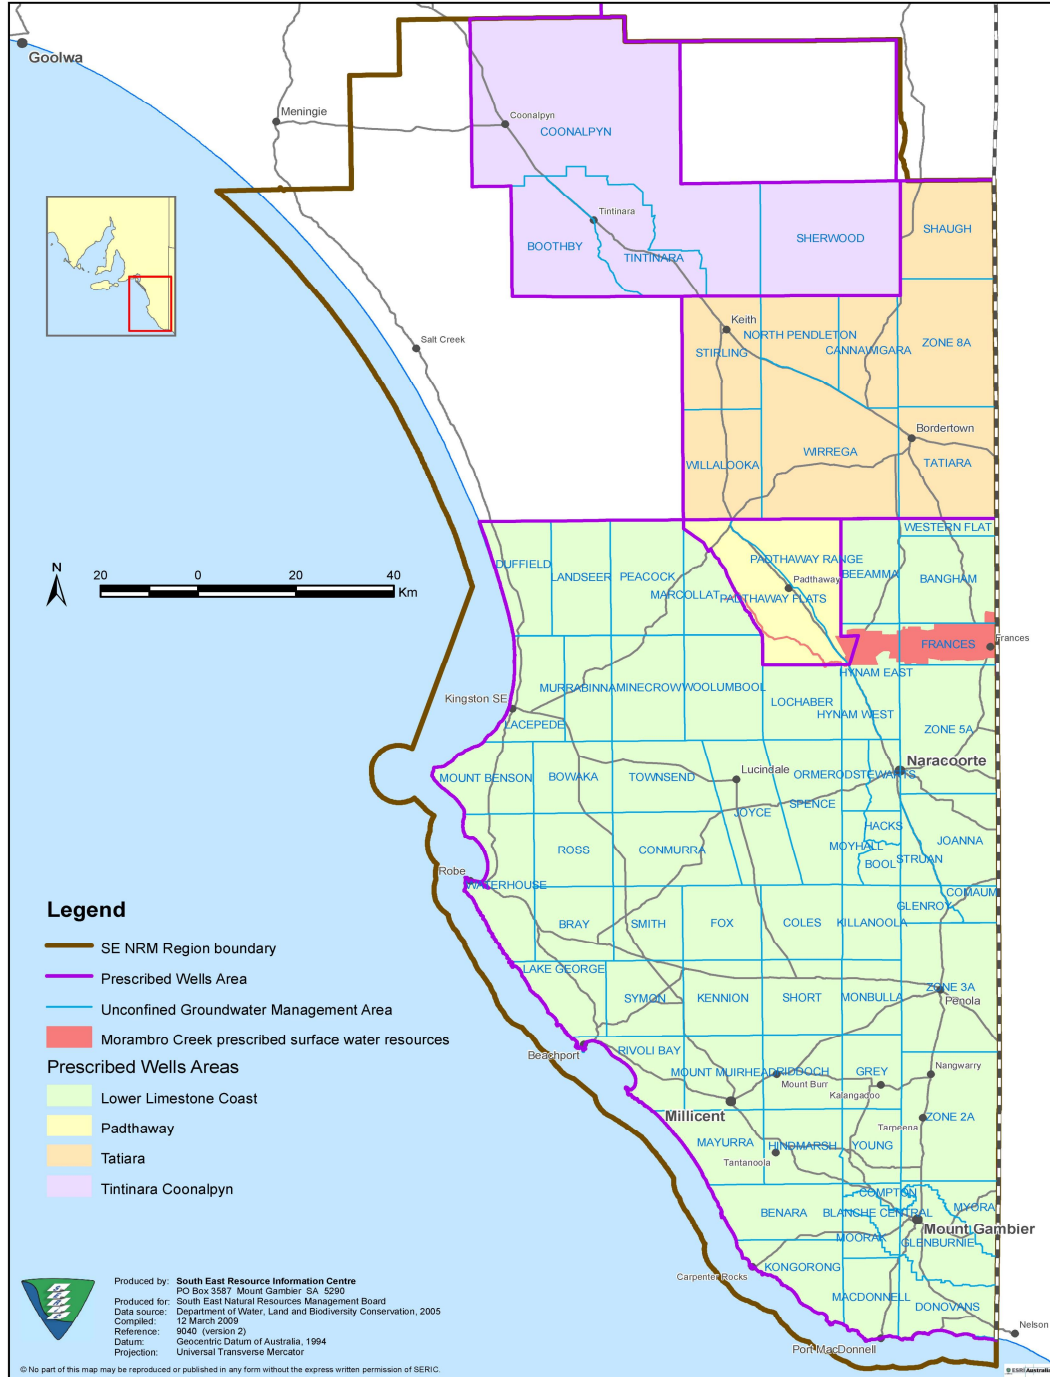 Goolwa
Meningie
Coonalpyn
COONALPYN
Tintinara
BOOTHBY
TINTINARA
SHERWOOD
SHAUGH
Salt Creek
Keith
NORTH PENDLETON
STIRLING
CANNAWIGARA
ZONE 8A
Bordertown
WILLALOOKA
WIRREGA
TATIARA
WESTERN FLAT
DUFFIELD
LANDSEER
PEACOCK
MARCOLLAT
PADTHAWAY RANGE
Padthaway
PADTHAWAY FLATS
BEEAMMA
BANGHAM
FRANCES
Frances
N
20 0 20 40
Km
HYNAM EAST
Kingston SE
MURRABINNA
MINECROW
WOOLUMBOOL
LOCHABER
HYNAM WEST
LACEPEDE
ZONE 5A
Naracoorte
MOUNT BENSON
BOWAKA
TOWNSEND
Lucindale
ORMEROD
STEWARTS
JOYCE
SPENCE
HACKS
JOANNA
ROSS
CONMURRA
MOYHALL
BOOL
STRUAN
Robe
WATERHOUSE
COMAUM
GLENROY
BRAY
SMITH
FOX
COLES
KILLANOOLA
LAKE GEORGE
SYMON
KENNION
SHORT
MONBULLA
ZONE 3A
Penola
Beachport
RIVOLI BAY
MOUNT MUIRHEAD
RIDDOCH
Mount Burr
GREY
Kalangadoo
Nangwarry
Millicent
ZONE 2A
Tarpeena
MAYURRA
HINDMARSH
YOUNG
Tantanoola
COMPTON
BENARA
BLANCHE CENTRAL
MYORA
Mount Gambier
MOORAK
GLENBURNIE
Carpenter Rocks
KONGORONG
MACDONNELL
DONOVANS
Nelson
Port MacDonnell
Legend
SE NRM Region boundary
Prescribed Wells Area
Unconfined Groundwater Management Area
Morambro Creek prescribed surface water resources
Prescribed Wells Areas
Lower Limestone Coast
Padthaway
Tatiara
Tintinara Coonalpyn
Produced by: South East Resource Information Centre
PO Box 3587 Mount Gambier SA 5290
Produced for: South East Natural Resources Management Board
Data source: Department of Water, Land and Biodiversity Conservation, 2005
Compiled: 12 March 2009
Reference: 9040 (version 2)
Datum: Geocentric Datum of Australia, 1994
Projection: Universal Transverse Mercator
© No part of this map may be reproduced or published in any form without the express written permission of SERIC.
ESRI Australia